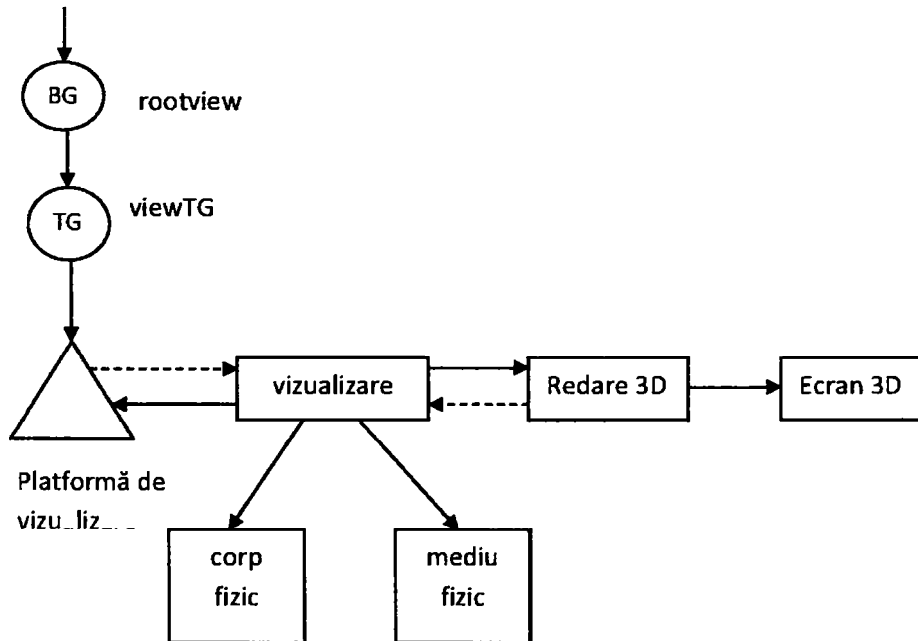 BG
rootview
TG
viewTG
vizualizare
Redare 3D
Ecran 3D
Platformă de
corp
fizic
mediu
fizic